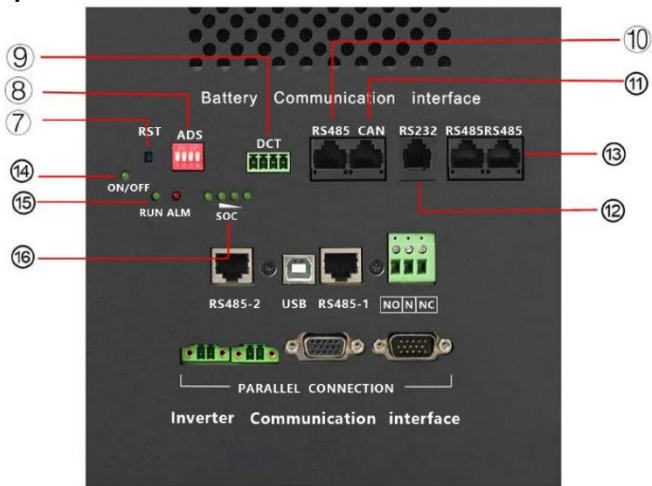 ⑨
⑩
⑧
⑪
Battery Communication interface
⑦
RST
ADS
DCT
RS485 CAN
RS232
RS485RS485
⑬
⑭
ON/OFF
⑮
RUN ALM
SOC
⑫
⑯
RS485-2
USB
RS485-1
NO N NC
PARALLEL CONNECTION
Inverter Communication interface